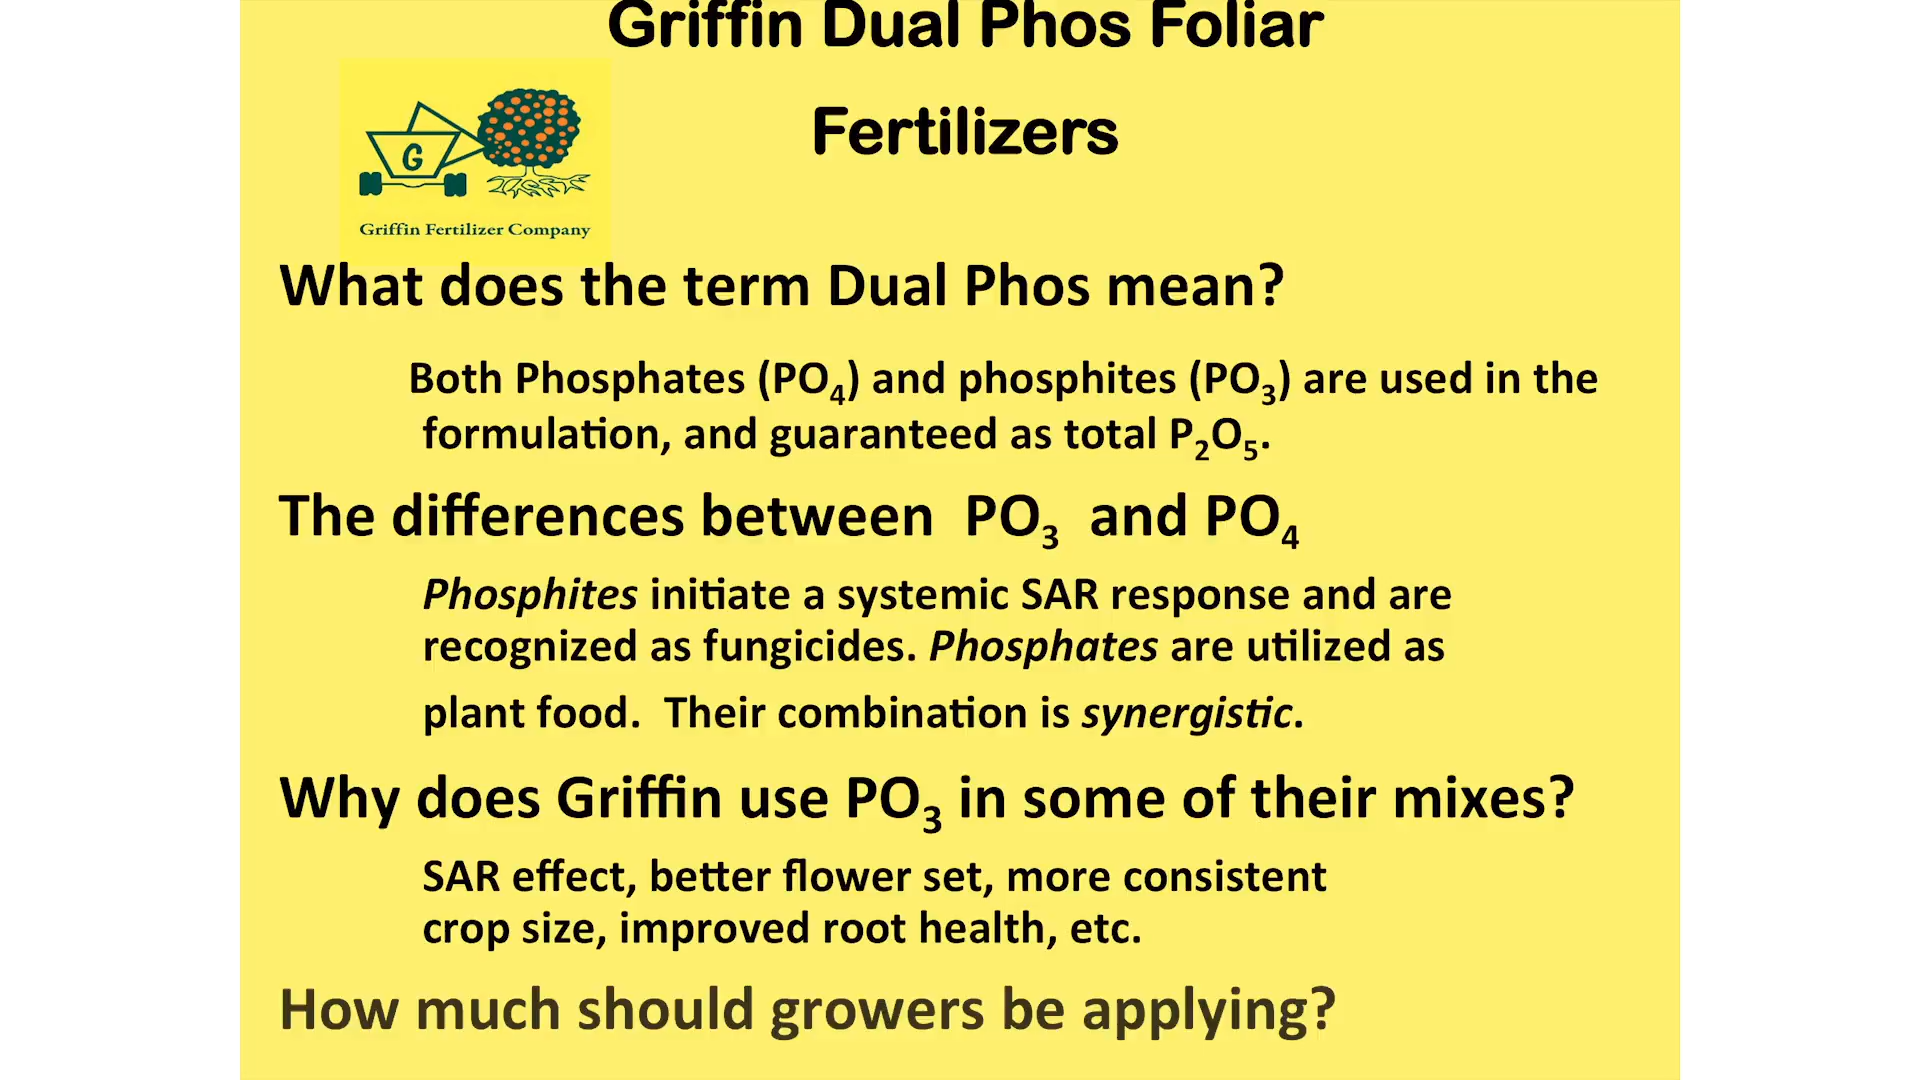 Griffin Dual Phos Foliar
Fertilizers
G
Griffin Fertilizer Company
What does the term Dual Phos mean?
Both Phosphates (PO₄) and phosphites (PO₃) are used in the
formulation, and guaranteed as total P₂O₅.
The differences between PO₃ and PO₄
Phosphites initiate a systemic SAR response and are
recognized as fungicides. Phosphates are utilized as
plant food. Their combination is synergistic.
Why does Griffin use PO₃ in some of their mixes?
SAR effect, better flower set, more consistent
crop size, improved root health, etc.
How much should growers be applying?